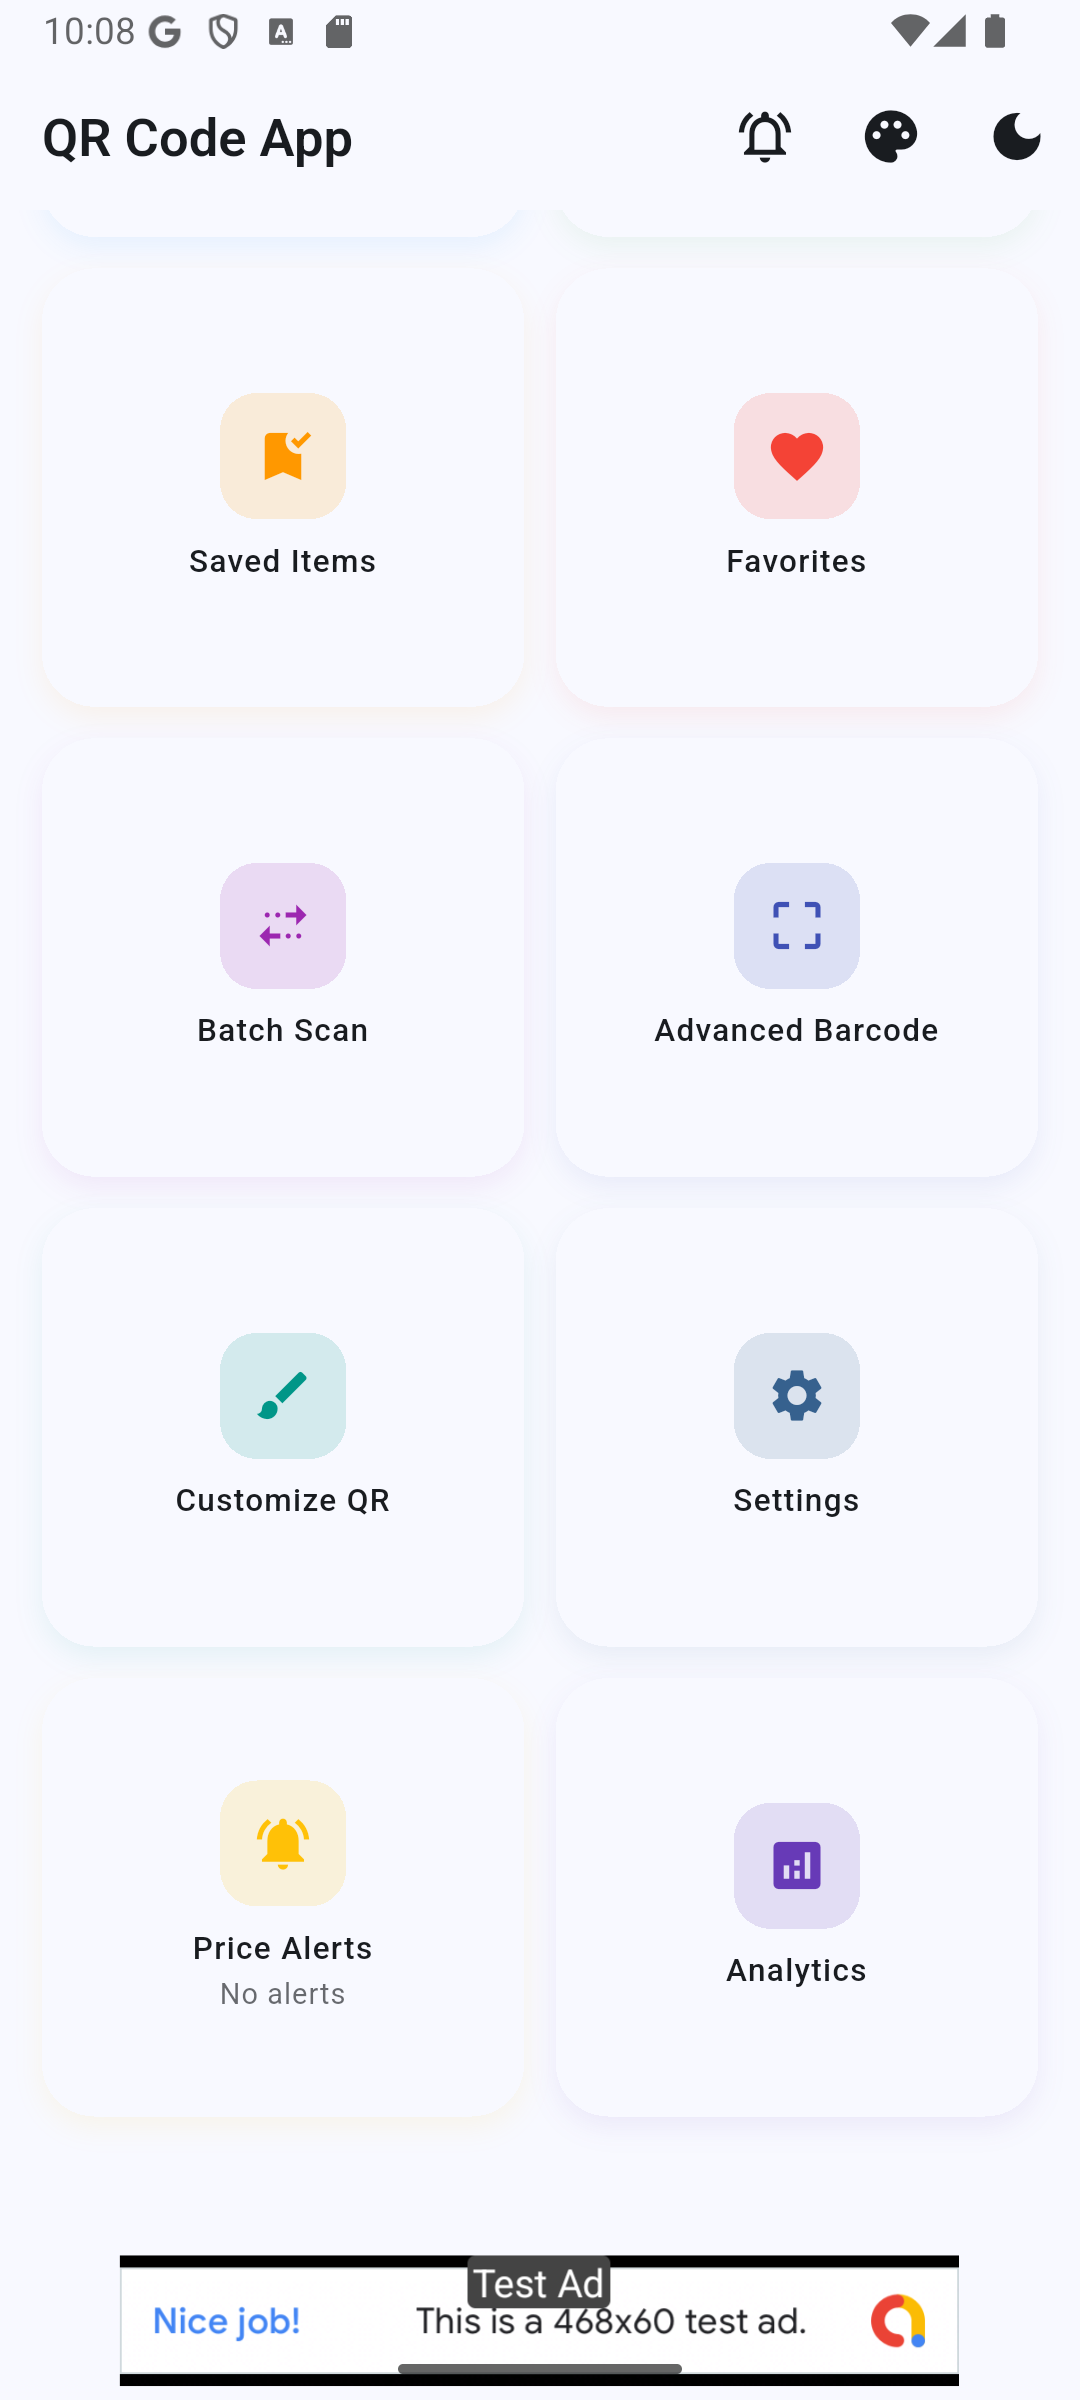 10:08
QR Code App
Saved Items
Favorites
Batch Scan
Advanced Barcode
Customize QR
Settings
Price Alerts
No alerts
Analytics
Test Ad
Nice job!
This is a 468x60 test ad.